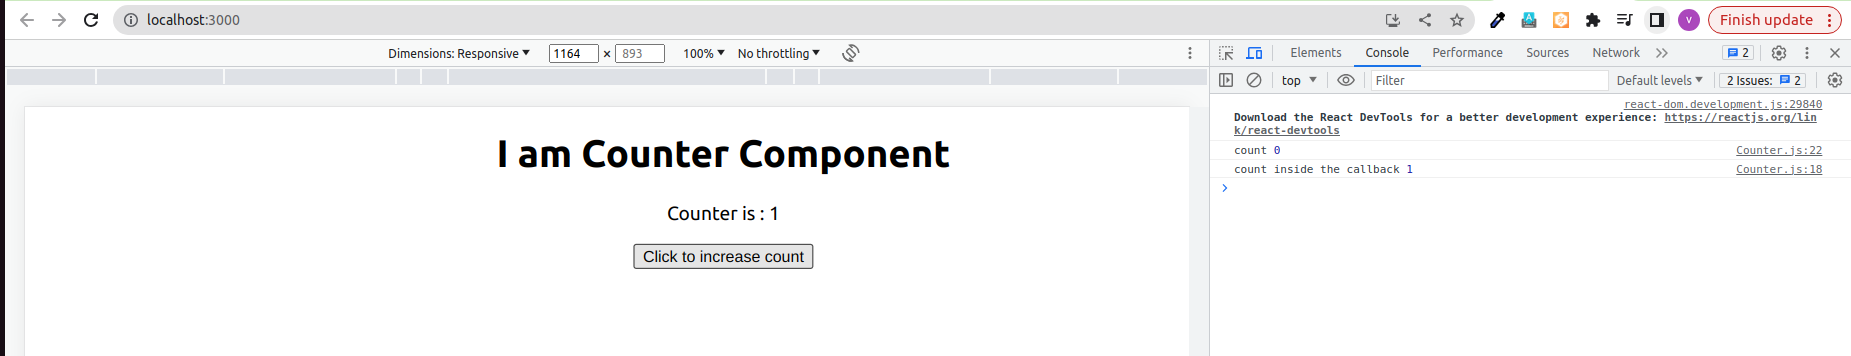 localhost:3000
Finish update
Dimensions: Responsive 1164 × 893 100% No throttling
Elements Console Performance Sources Network 2
top Filter Default levels 2 Issues: 2
I am Counter Component
Counter is : 1
Click to increase count
react-dom.development.js:29840
Download the React DevTools for a better development experience: https://reactjs.org/lin
k/react-devtools
count 0 Counter.js:22
count inside the callback 1 Counter.js:18